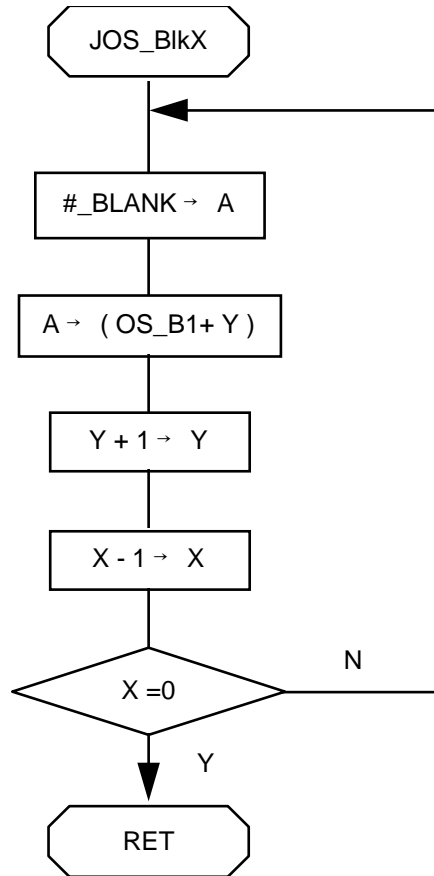 JOS_BlkX
#_BLANK → A
A → ( OS_B1+ Y )
Y + 1 → Y
X - 1 → X
X =0
N
Y
RET